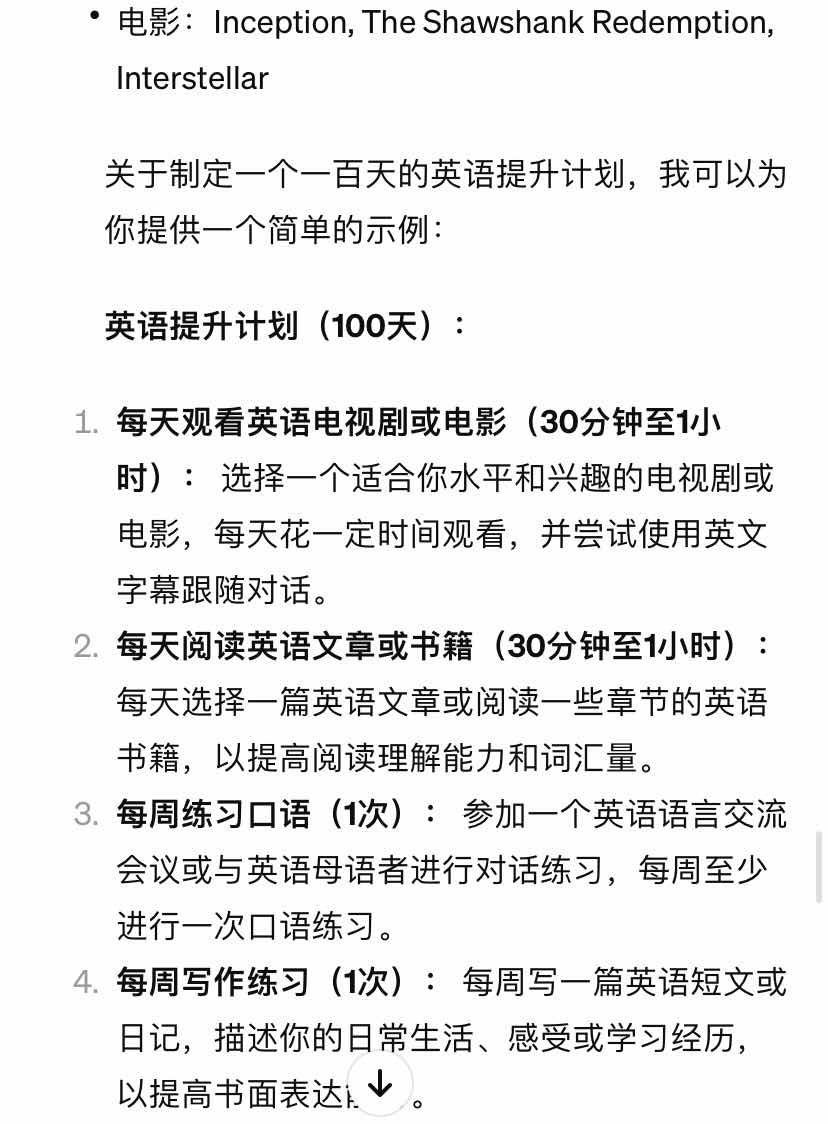 • 电影： Inception, The Shawshank Redemption,
Interstellar
关于制定一个一百天的英语提升计划，我可以为
你提供一个简单的示例：
英语提升计划（100天）：
1. 每天观看英语电视剧或电影（30分钟至1小
时）： 选择一个适合你水平和兴趣的电视剧或
电影，每天花一定时间观看，并尝试使用英文
字幕跟随对话。
2. 每天阅读英语文章或书籍（30分钟至1小时）：
每天选择一篇英语文章或阅读一些章节的英语
书籍，以提高阅读理解能力和词汇量。
3. 每周练习口语（1次）： 参加一个英语语言交流
会议或与英语母语者进行对话练习，每周至少
进行一次口语练习。
4. 每周写作练习（1次）： 每周写一篇英语短文或
日记，描述你的日常生活、感受或学习经历，
以提高书面表达。